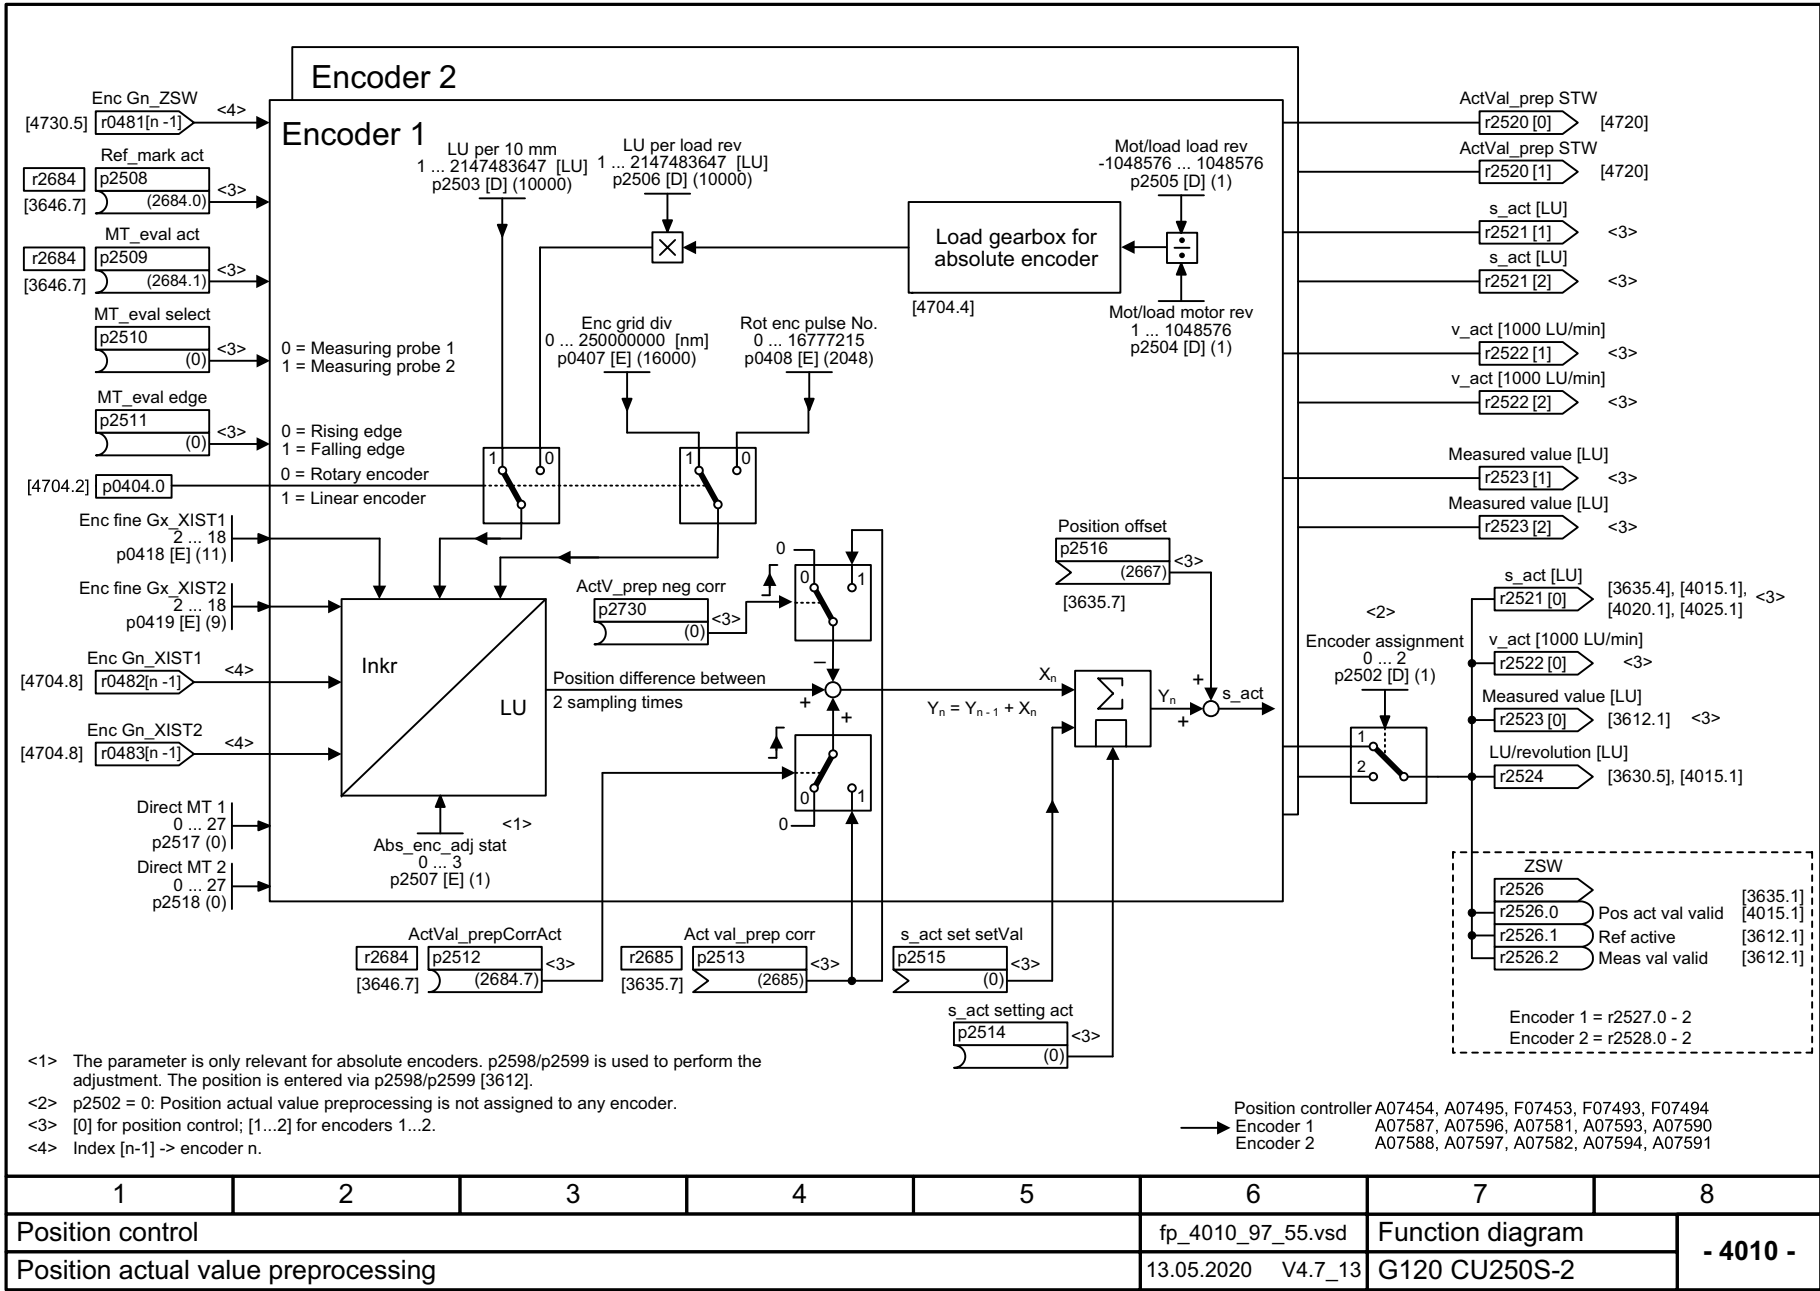 Encoder 2
Encoder 1
Enc Gn_ZSW
<4>
[4730.5]
r0481[n -1]
Ref_mark act
r2684
p2508
<3>
(2684.0)
[3646.7]
MT_eval act
r2684
p2509
<3>
(2684.1)
[3646.7]
MT_eval select
p2510
<3>
(0)
0 = Measuring probe 1
1 = Measuring probe 2
MT_eval edge
p2511
<3>
(0)
0 = Rising edge
1 = Falling edge
[4704.2]
p0404.0
0 = Rotary encoder
1 = Linear encoder
Enc fine Gx_XIST1
2 ... 18
p0418 [E] (11)
Enc fine Gx_XIST2
2 ... 18
p0419 [E] (9)
Enc Gn_XIST1
<4>
[4704.8]
r0482[n -1]
Enc Gn_XIST2
<4>
[4704.8]
r0483[n -1]
Direct MT 1
0 ... 27
p2517 (0)
Direct MT 2
0 ... 27
p2518 (0)
LU per 10 mm
1 ... 2147483647 [LU]
p2503 [D] (10000)
LU per load rev
1 ... 2147483647 [LU]
p2506 [D] (10000)
Load gearbox for
absolute encoder
[4704.4]
Mot/load load rev
-1048576 ... 1048576
p2505 [D] (1)
÷
Mot/load motor rev
1 ... 1048576
p2504 [D] (1)
Enc grid div
0 ... 250000000 [nm]
p0407 [E] (16000)
Rot enc pulse No.
0 ... 16777215
p0408 [E] (2048)
1 0
1 0
Inkr
LU
<1>
Abs_enc_adj stat
0 ... 3
p2507 [E] (1)
Position difference between
2 sampling times
ActV_prep neg corr
p2730
<3>
(0)
0
0 1
–
+
+
0 1
0
Xn
Yn = Yn - 1 + Xn
Σ
Yn
+
+
s_act
Position offset
p2516
<3>
(2667)
[3635.7]
ActVal_prepCorrAct
r2684
p2512
<3>
(2684.7)
[3646.7]
Act val_prep corr
r2685
p2513
<3>
(2685)
[3635.7]
s_act set setVal
p2515
<3>
(0)
s_act setting act
p2514
<3>
(0)
ActVal_prep STW
r2520 [0]
[4720]
ActVal_prep STW
r2520 [1]
[4720]
s_act [LU]
r2521 [1]
<3>
s_act [LU]
r2521 [2]
<3>
v_act [1000 LU/min]
r2522 [1]
<3>
v_act [1000 LU/min]
r2522 [2]
<3>
Measured value [LU]
r2523 [1]
<3>
Measured value [LU]
r2523 [2]
<3>
<2>
Encoder assignment
0 ... 2
p2502 [D] (1)
1
2
s_act [LU]
r2521 [0]
[3635.4], [4015.1],
[4020.1], [4025.1]
<3>
v_act [1000 LU/min]
r2522 [0]
<3>
Measured value [LU]
r2523 [0]
[3612.1]
<3>
LU/revolution [LU]
r2524
[3630.5], [4015.1]
ZSW
r2526
[3635.1]
r2526.0
Pos act val valid
[4015.1]
r2526.1
Ref active
[3612.1]
r2526.2
Meas val valid
[3612.1]
Encoder 1 = r2527.0 - 2
Encoder 2 = r2528.0 - 2
<1> The parameter is only relevant for absolute encoders. p2598/p2599 is used to perform the
adjustment. The position is entered via p2598/p2599 [3612].
<2> p2502 = 0: Position actual value preprocessing is not assigned to any encoder.
<3> [0] for position control; [1...2] for encoders 1...2.
<4> Index [n-1] -> encoder n.
Position controller A07454, A07495, F07453, F07493, F07494
Encoder 1 A07587, A07596, A07581, A07593, A07590
Encoder 2 A07588, A07597, A07582, A07594, A07591
1 2 3 4 5 6 7 8
Position control
fp_4010_97_55.vsd
Function diagram
- 4010 -
Position actual value preprocessing
13.05.2020 V4.7_13
G120 CU250S-2